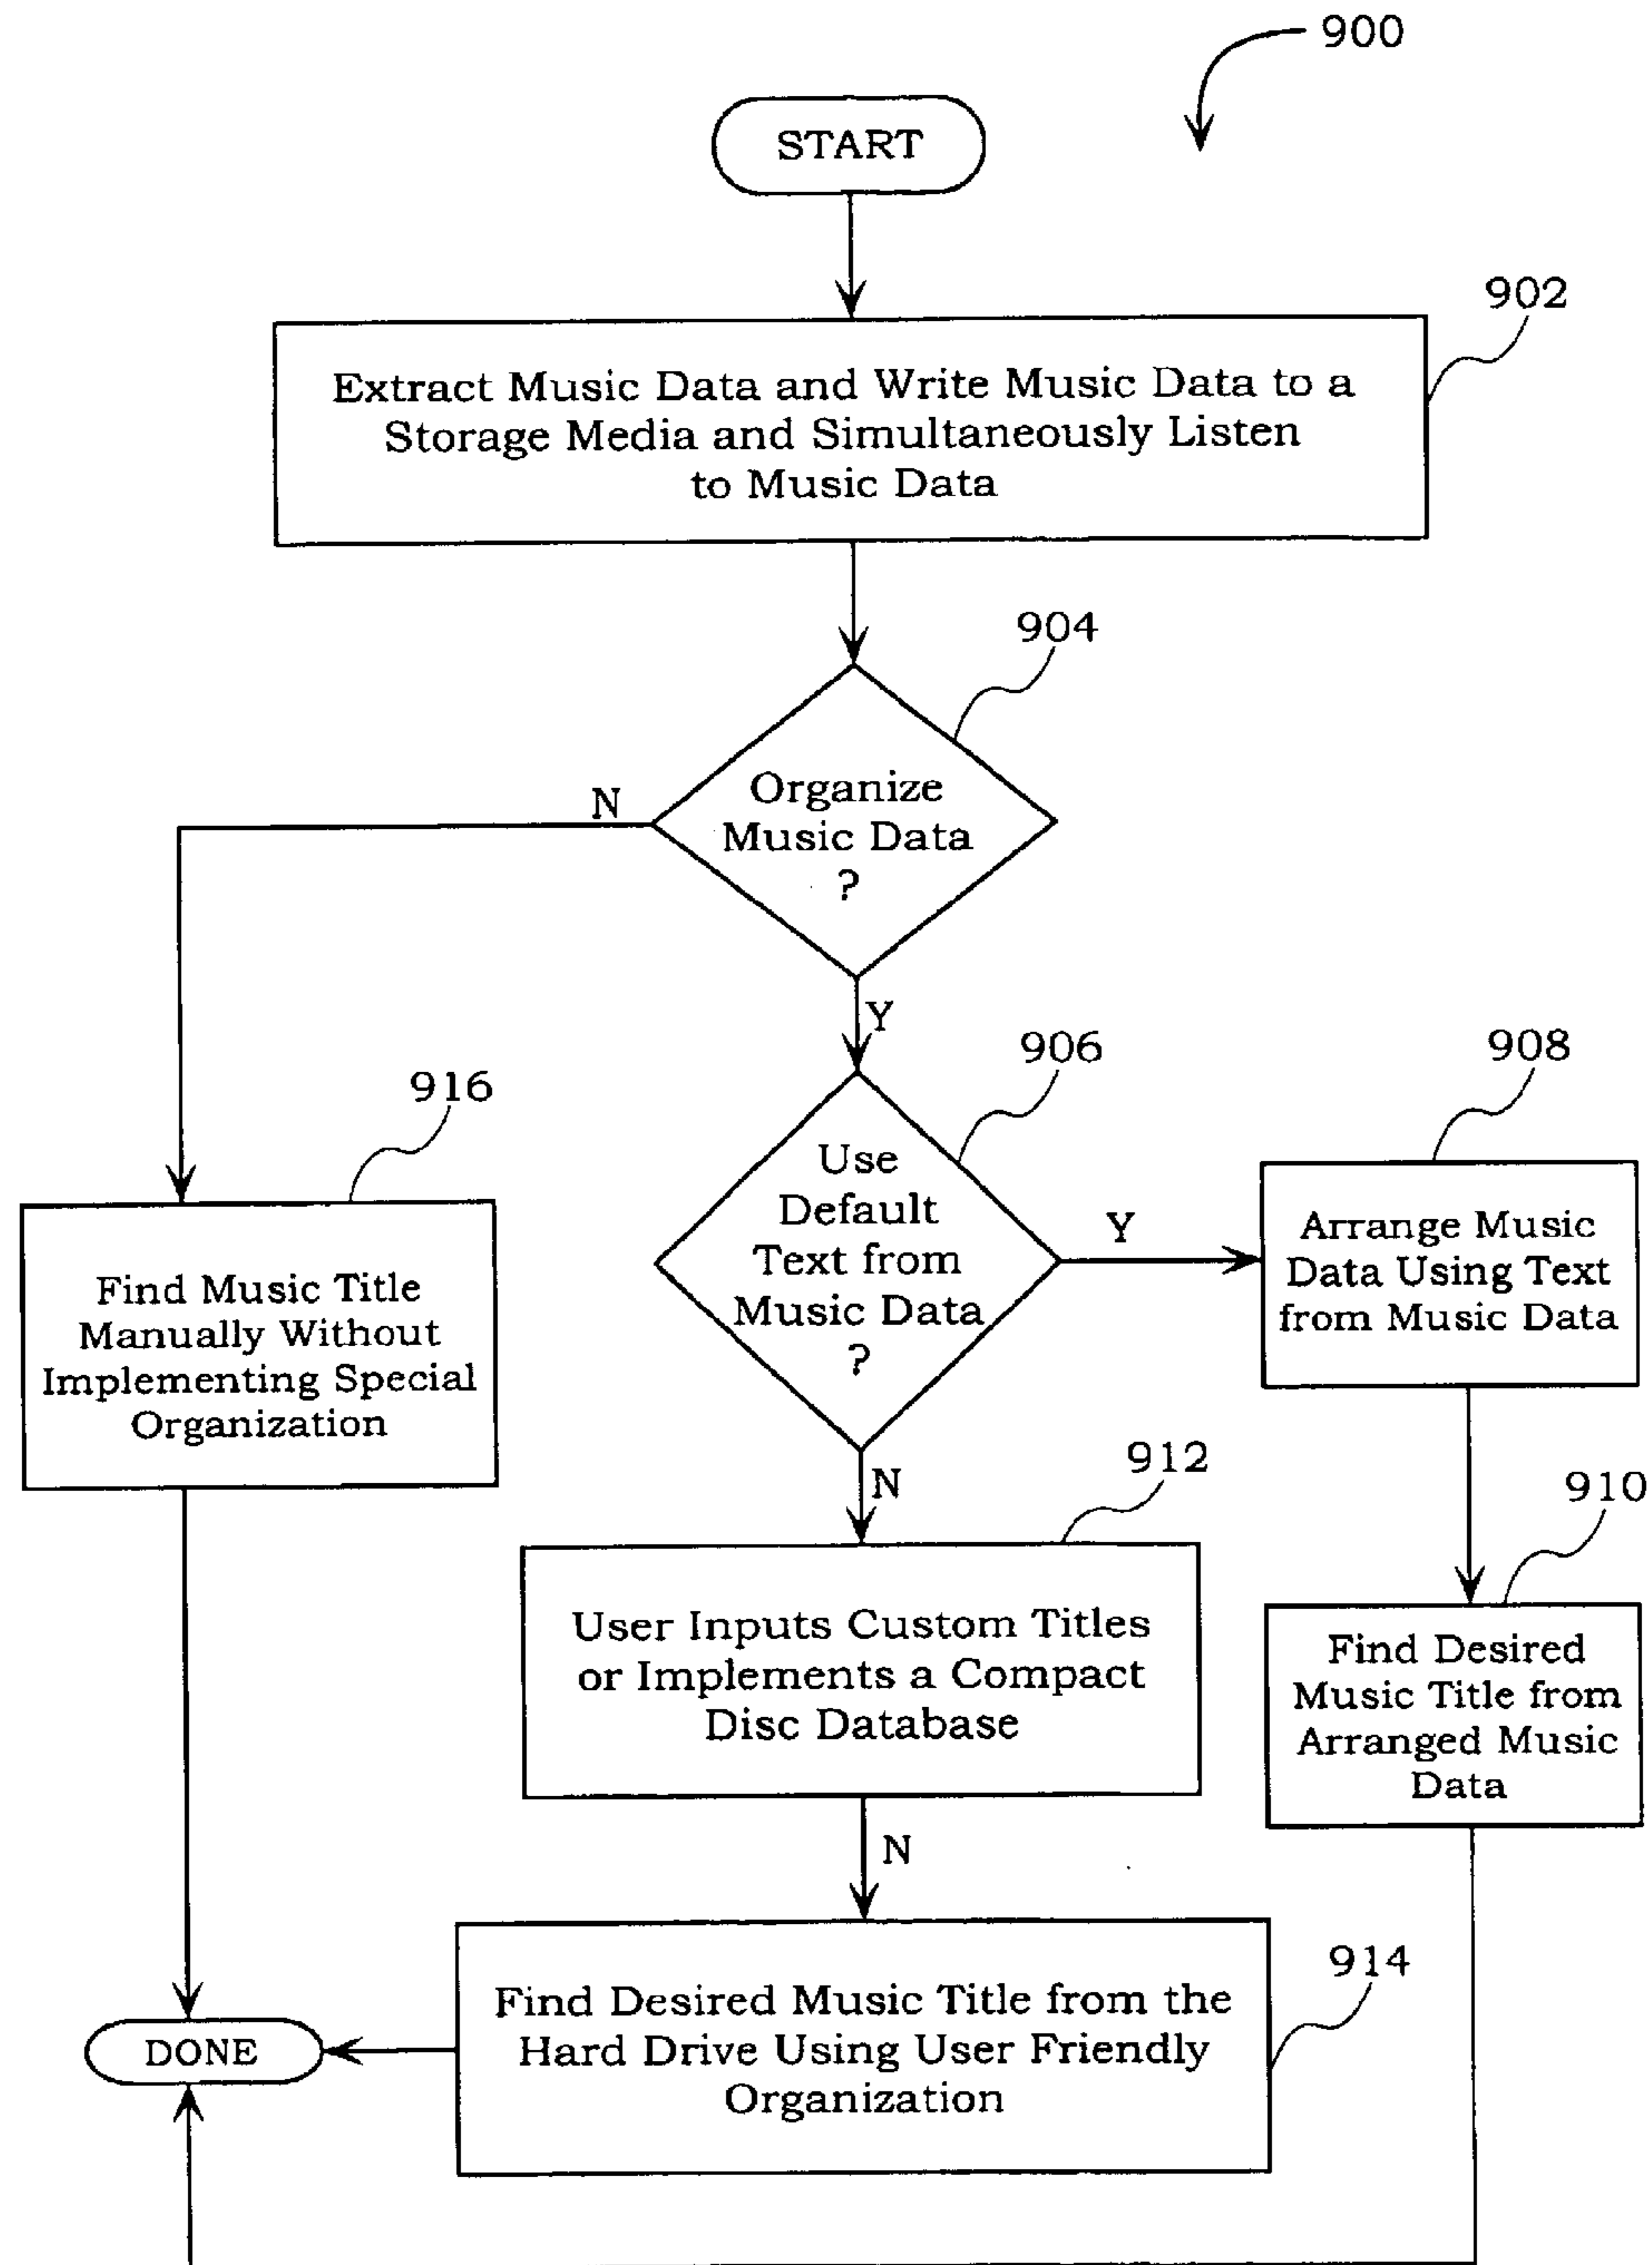 900
START
902
Extract Music Data and Write Music Data to a
Storage Media and Simultaneously Listen
to Music Data
904
Organize
Music Data
?
N
Y
906
Use
Default
Text from
Music Data
?
Y
908
Arrange Music
Data Using Text
from Music Data
916
Find Music Title
Manually Without
Implementing Special
Organization
N
912
User Inputs Custom Titles
or Implements a Compact
Disc Database
910
Find Desired
Music Title from
Arranged Music
Data
N
914
Find Desired Music Title from the
Hard Drive Using User Friendly
Organization
DONE